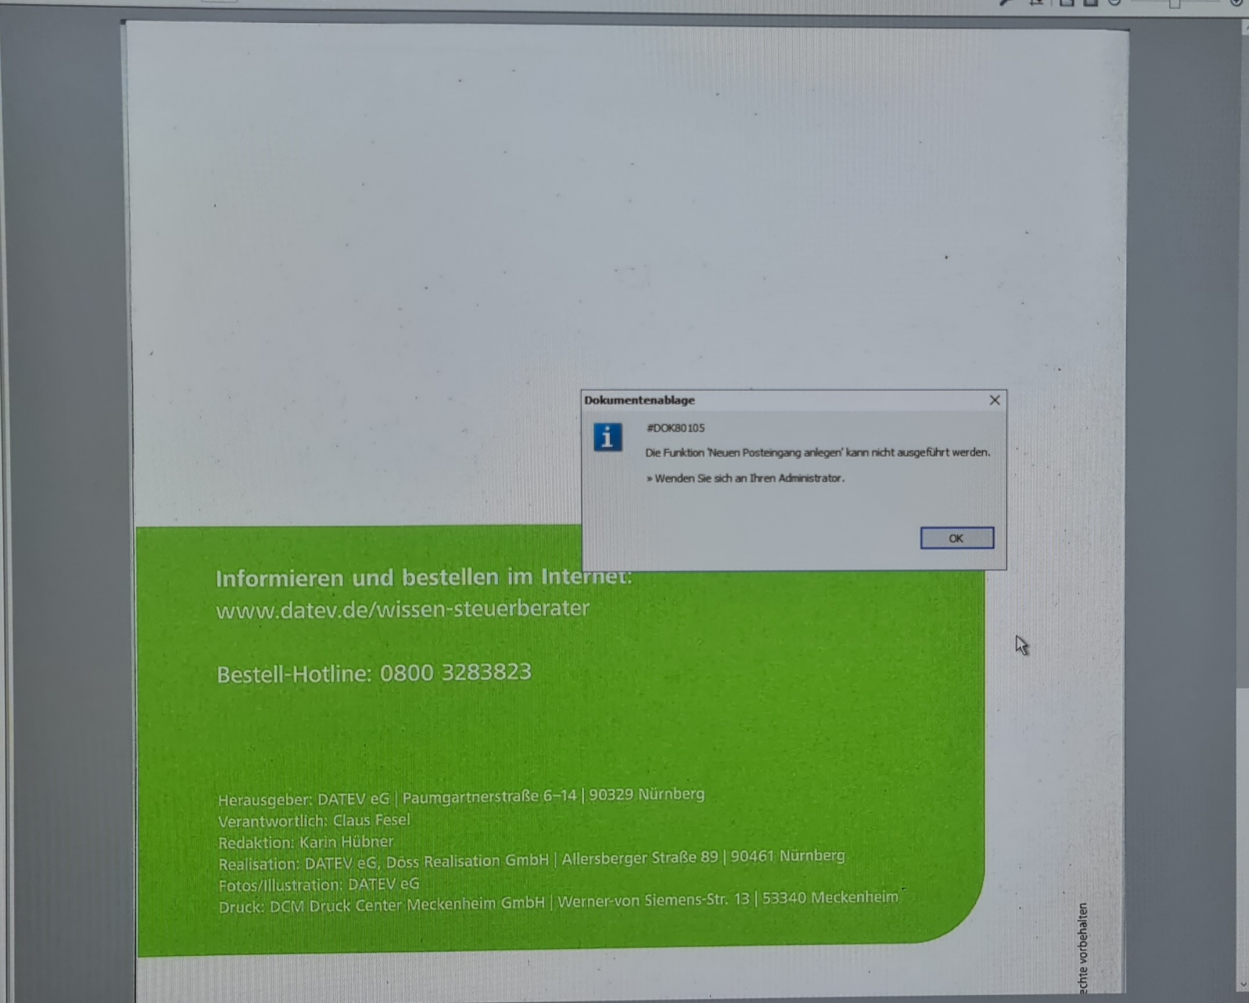 Dokumentenablage
#DOK80105
Die Funktion 'Neuen Posteingang anlegen' kann nicht ausgeführt werden.
» Wenden Sie sich an Ihren Administrator.
OK
Informieren und bestellen im Internet:
www.datev.de/wissen-steuerberater
Bestell-Hotline: 0800 3283823
Herausgeber: DATEV eG | Paumgartnerstraße 6–14 | 90329 Nürnberg
Verantwortlich: Claus Fesel
Redaktion: Karin Hübner
Realisation: DATEV eG, Döss Realisation GmbH | Allersberger Straße 89 | 90461 Nürnberg
Fotos/Illustration: DATEV eG
Druck: DCM Druck Center Meckenheim GmbH | Werner-von Siemens-Str. 13 | 53340 Meckenheim
echte vorbehalten